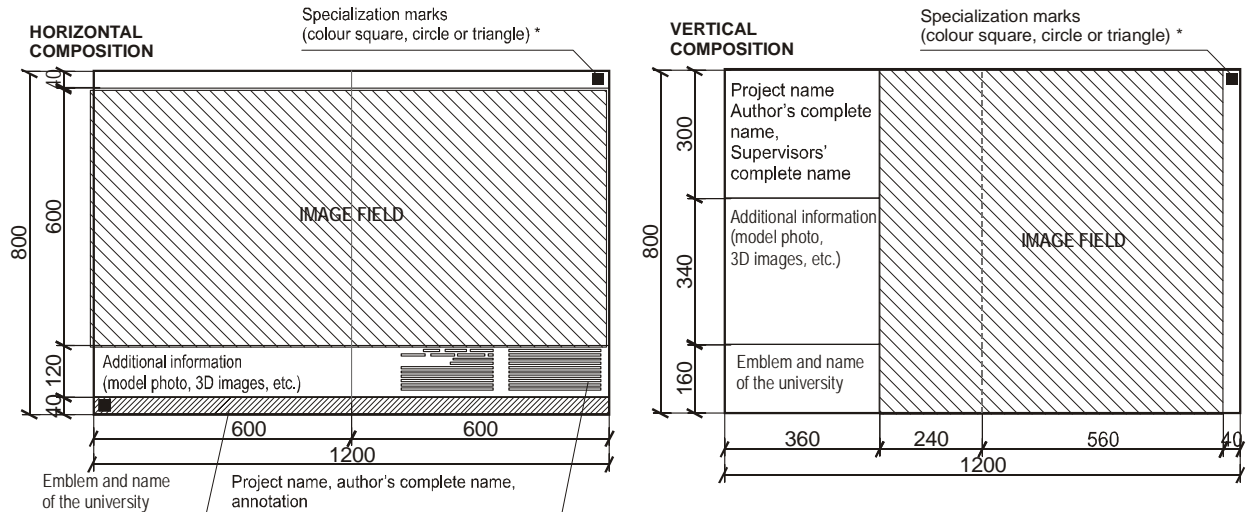 HORIZONTAL
COMPOSITION
Specialization marks
(colour square, circle or triangle) *
40
600
800
IMAGE FIELD
120
Additional information
(model photo, 3D images, etc.)
40
600
600
1200
Emblem and name
of the university
Project name, author's complete name,
annotation
VERTICAL
COMPOSITION
Specialization marks
(colour square, circle or triangle) *
Project name
Author's complete
name,
Supervisors'
complete name
300
Additional information
(model photo,
3D images, etc.)
340
800
IMAGE FIELD
Emblem and name
of the university
160
360
240
560
40
1200